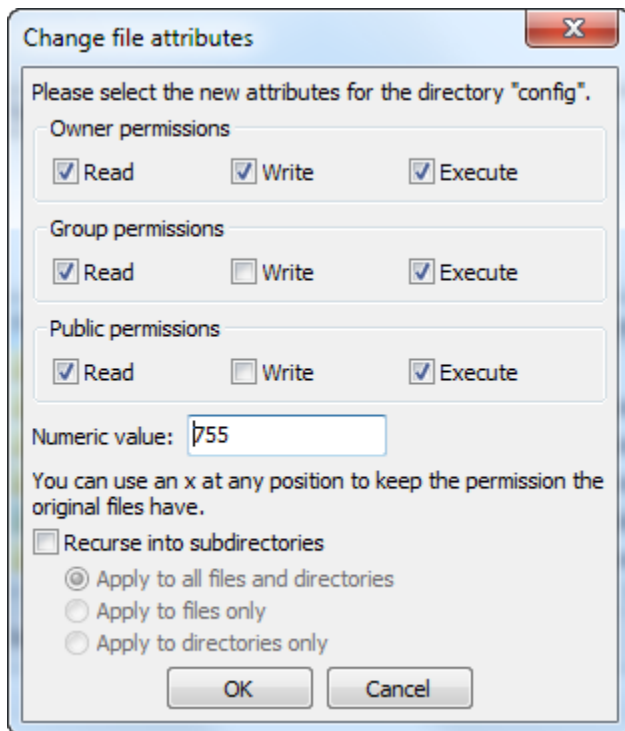 Change file attributes
Please select the new attributes for the directory "config".
Owner permissions
Read Write Execute
Group permissions
Read Write Execute
Public permissions
Read Write Execute
Numeric value: 755
You can use an x at any position to keep the permission the
original files have.
Recurse into subdirectories
Apply to all files and directories
Apply to files only
Apply to directories only
OK Cancel